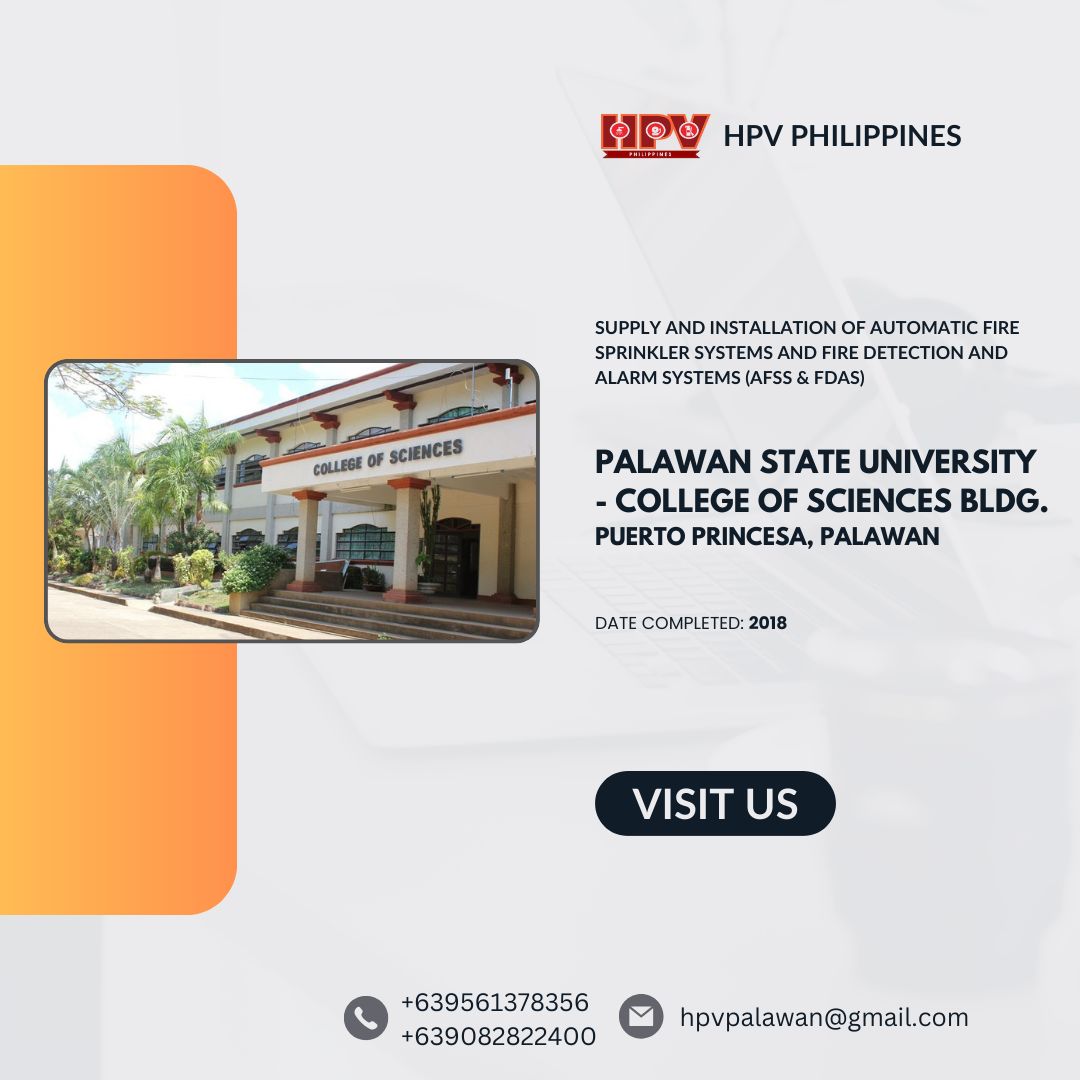 HPV
PHILIPPINES
HPV PHILIPPINES
SUPPLY AND INSTALLATION OF AUTOMATIC FIRE
SPRINKLER SYSTEMS AND FIRE DETECTION AND
ALARM SYSTEMS (AFSS & FDAS)
COLLEGE OF SCIENCES
PALAWAN STATE UNIVERSITY
- COLLEGE OF SCIENCES BLDG.
PUERTO PRINCESA, PALAWAN
DATE COMPLETED: 2018
VISIT US
+639561378356
+639082822400
hpvpalawan@gmail.com